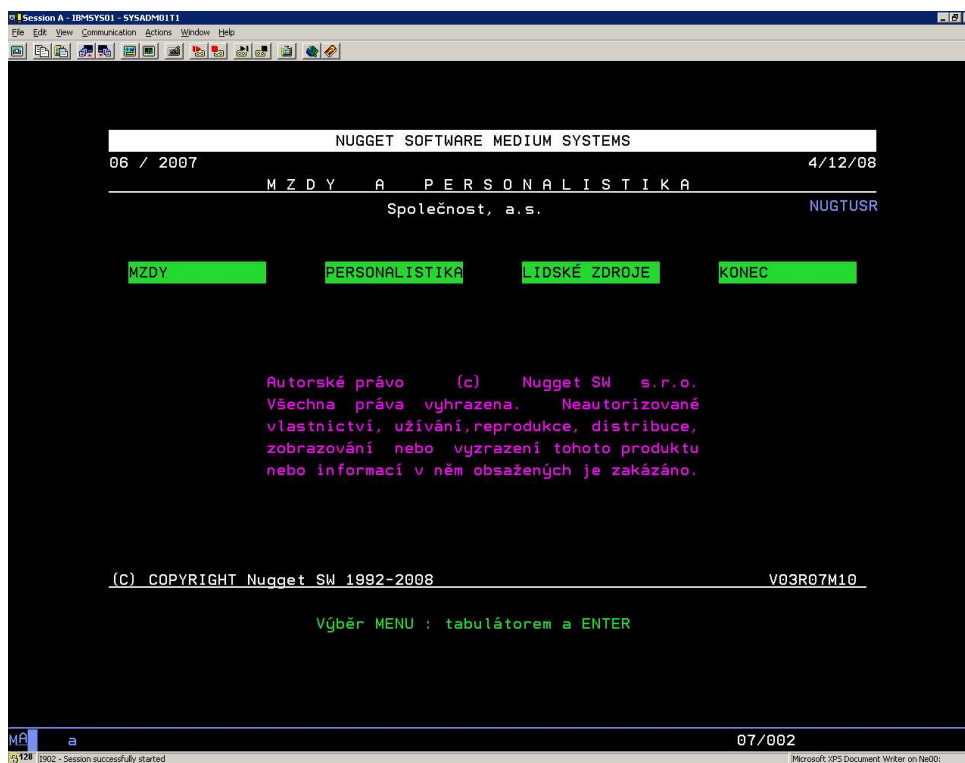 Session A - IBMSYS01 - SYSADM01T1
File Edit View Communication Actions Window Help
NUGGET SOFTWARE MEDIUM SYSTEMS
06 / 2007 4/12/08
M Z D Y A P E R S O N A L I S T I K A
Společnost, a.s. NUGTUSR
MZDY PERSONALISTIKA LIDSKÉ ZDROJE KONEC
Autorské právo (c) Nugget SW s.r.o.
Všechna práva vyhrazena. Neautorizované
vlastnictví, užívání,reprodukce, distribuce,
zobrazování nebo vyzrazení tohoto produktu
nebo informací v něm obsažených je zakázáno.
(C) COPYRIGHT Nugget SW 1992-2008 V03R07M10
Výběr MENU : tabulátorem a ENTER
MA a 07/002
128 I902 - Session successfully started Microsoft XPS Document Writer on Ne00: